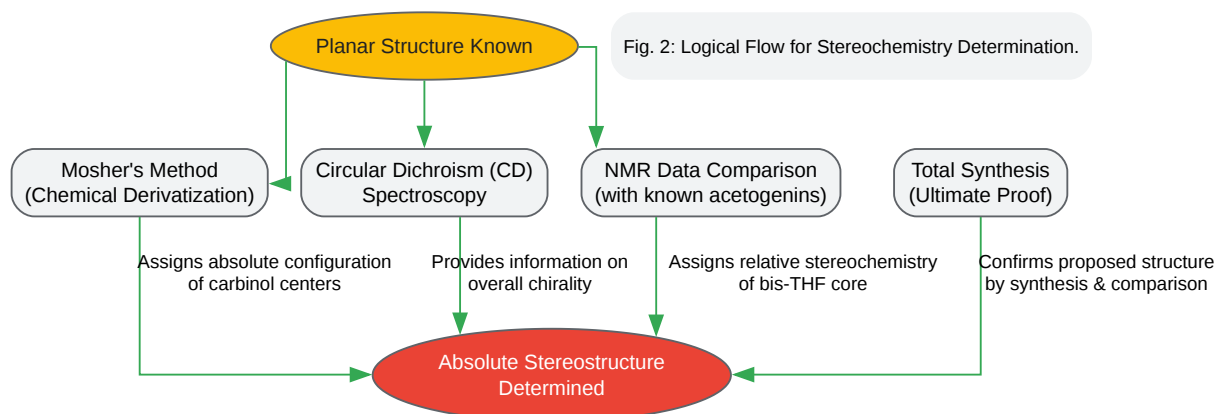 Planar Structure Known
Fig. 2: Logical Flow for Stereochemistry Determination.
Mosher's Method
(Chemical Derivatization)
Circular Dichroism (CD)
Spectroscopy
NMR Data Comparison
(with known acetogenins)
Total Synthesis
(Ultimate Proof)
Assigns absolute configuration
of carbinol centers
Provides information on
overall chirality
Assigns relative stereochemistry
of bis-THF core
Confirms proposed structure
by synthesis & comparison
Absolute Stereostructure
Determined